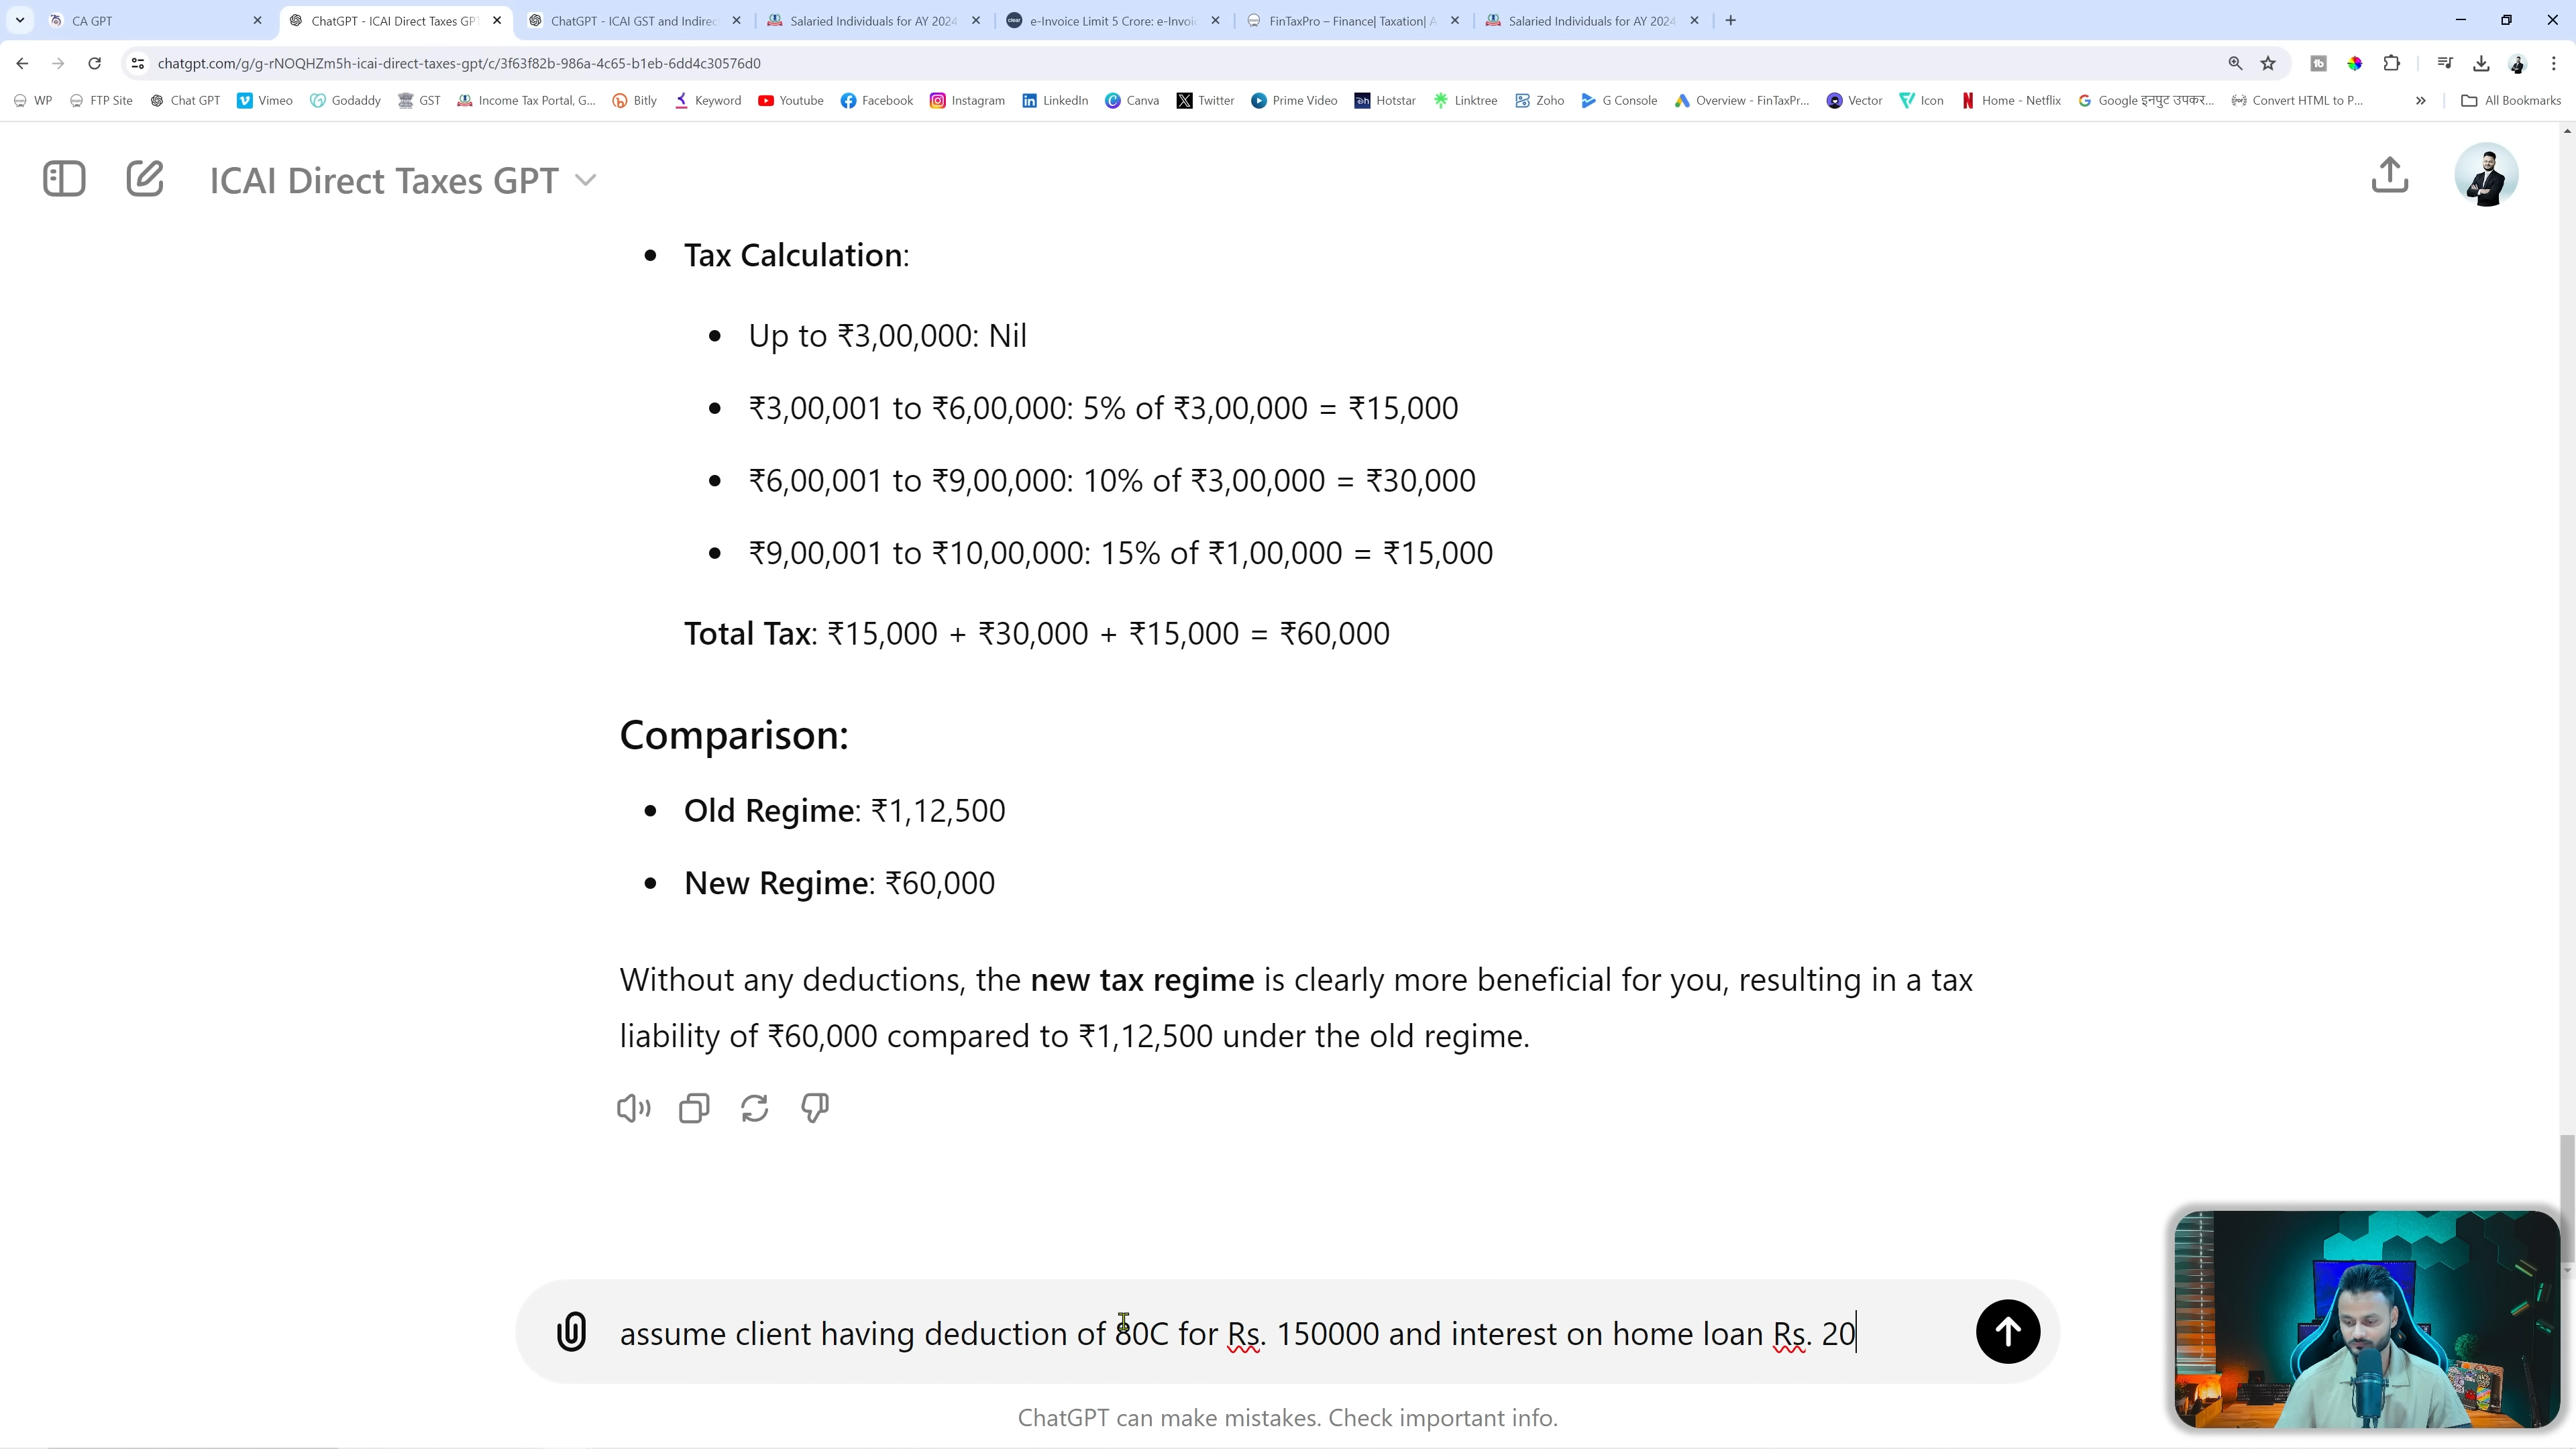 CA GPT
ChatGPT - ICAI Direct Taxes GP
ChatGPT - ICAI GST and Indirec
Salaried Individuals for AY 2024
e-Invoice Limit 5 Crore: e-Invoic
FinTaxPro – Finance| Taxation| A
Salaried Individuals for AY 2024
chatgpt.com/g/g-rNOQHZm5h-icai-direct-taxes-gpt/c/3f63f82b-986a-4c65-b1eb-6dd4c30576d0
WP FTP Site Chat GPT Vimeo Godaddy GST Income Tax Portal, G... Bitly Keyword Youtube Facebook Instagram LinkedIn Canva Twitter Prime Video Hotstar Linktree Zoho G Console Overview - FinTaxPr... Vector Icon Home - Netflix Google इनपुट उपकर... Convert HTML to P... » All Bookmarks
ICAI Direct Taxes GPT
• Tax Calculation:
• Up to ₹3,00,000: Nil
• ₹3,00,001 to ₹6,00,000: 5% of ₹3,00,000 = ₹15,000
• ₹6,00,001 to ₹9,00,000: 10% of ₹3,00,000 = ₹30,000
• ₹9,00,001 to ₹10,00,000: 15% of ₹1,00,000 = ₹15,000
Total Tax: ₹15,000 + ₹30,000 + ₹15,000 = ₹60,000
Comparison:
• Old Regime: ₹1,12,500
• New Regime: ₹60,000
Without any deductions, the new tax regime is clearly more beneficial for you, resulting in a tax
liability of ₹60,000 compared to ₹1,12,500 under the old regime.
assume client having deduction of 80C for Rs. 150000 and interest on home loan Rs. 20
ChatGPT can make mistakes. Check important info.